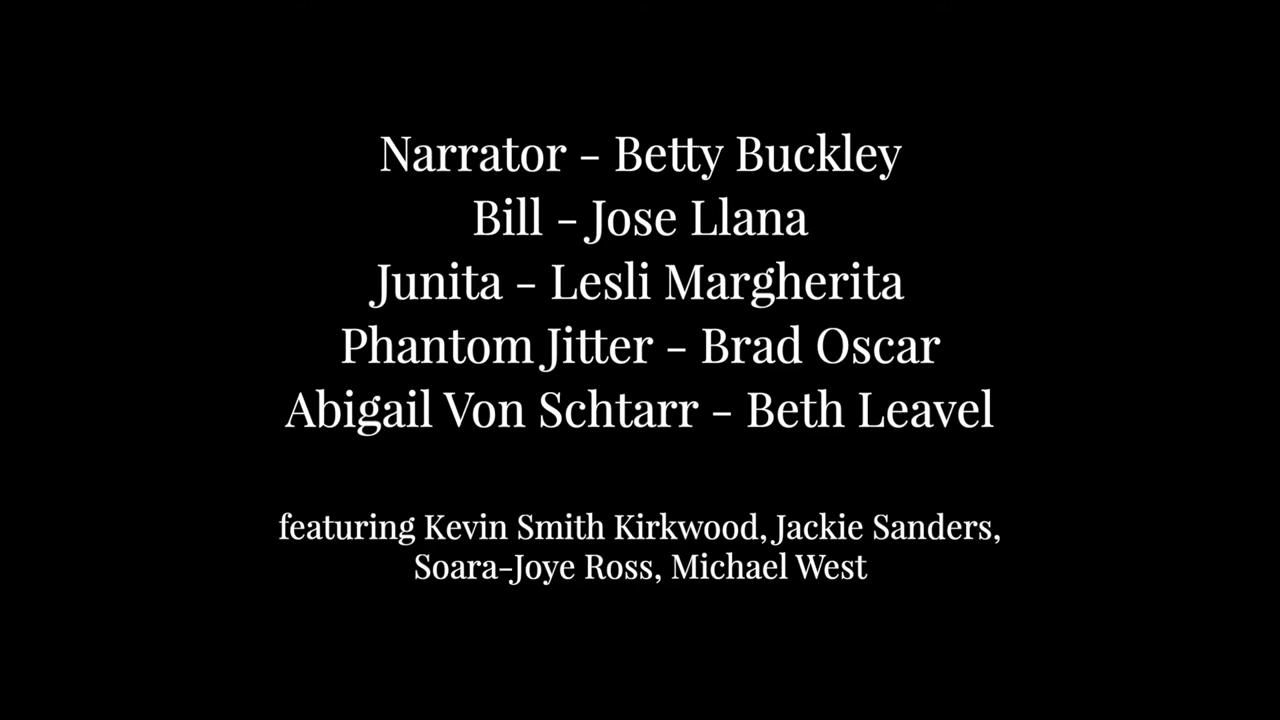 Narrator - Betty Buckley
Bill - Jose Llana
Junita - Lesli Margherita
Phantom Jitter - Brad Oscar
Abigail Von Schtarr - Beth Leavel
featuring Kevin Smith Kirkwood, Jackie Sanders,
Soara-Joye Ross, Michael West